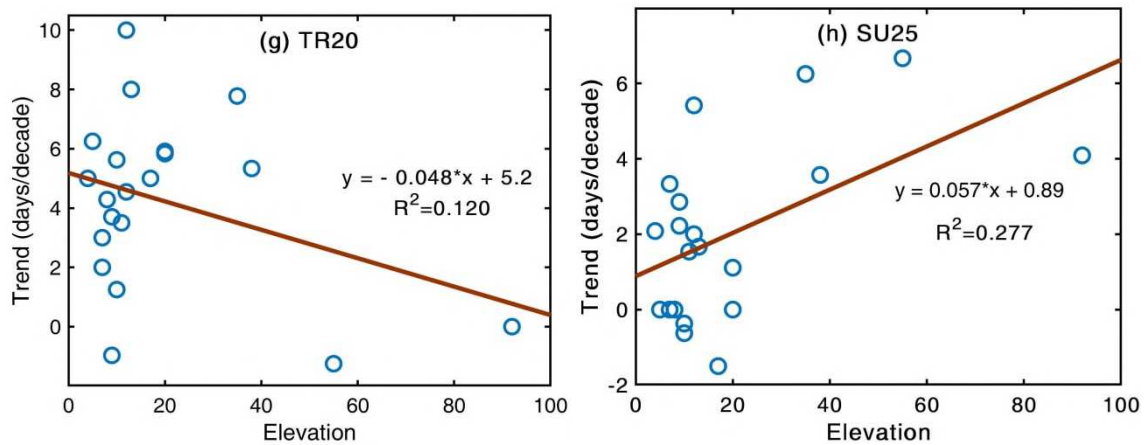 (g) TR20
10
8
6
4
2
0
Trend (days/decade)
y = - 0.048*x + 5.2
R²=0.120
0 20 40 60 80 100
Elevation
(h) SU25
6
4
2
0
-2
Trend (days/decade)
y = 0.057*x + 0.89
R²=0.277
0 20 40 60 80 100
Elevation